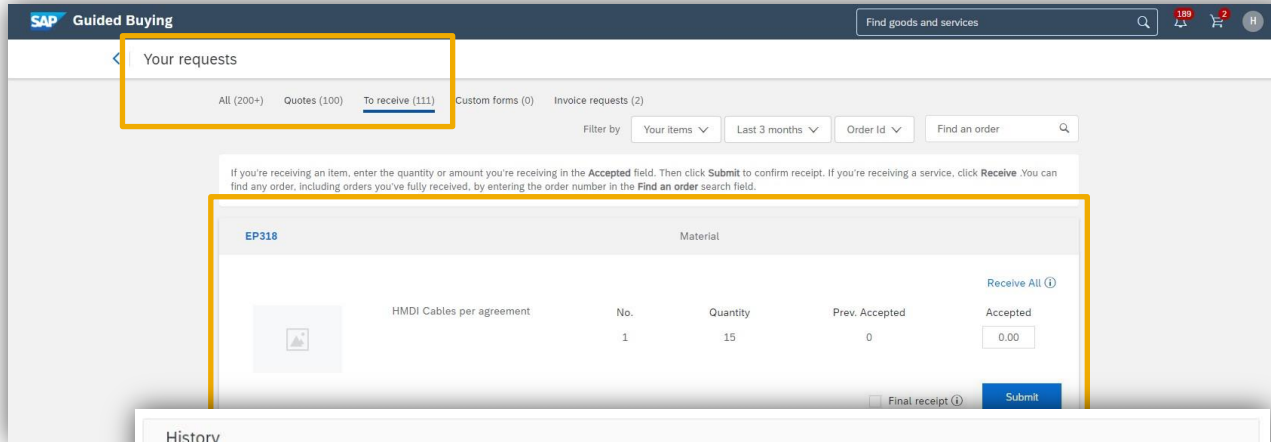 SAP Guided Buying
Find goods and services
189
2
H
Your requests
All (200+) Quotes (100) To receive (111) Custom forms (0) Invoice requests (2)
Filter by Your items Last 3 months Order Id Find an order
If you're receiving an item, enter the quantity or amount you're receiving in the Accepted field. Then click Submit to confirm receipt. If you're receiving a service, click Receive .You can
find any order, including orders you've fully received, by entering the order number in the Find an order search field.
EP318 Material
Receive All
HMDI Cables per agreement No. Quantity Prev. Accepted Accepted
1 15 0 0.00
Final receipt Submit
History